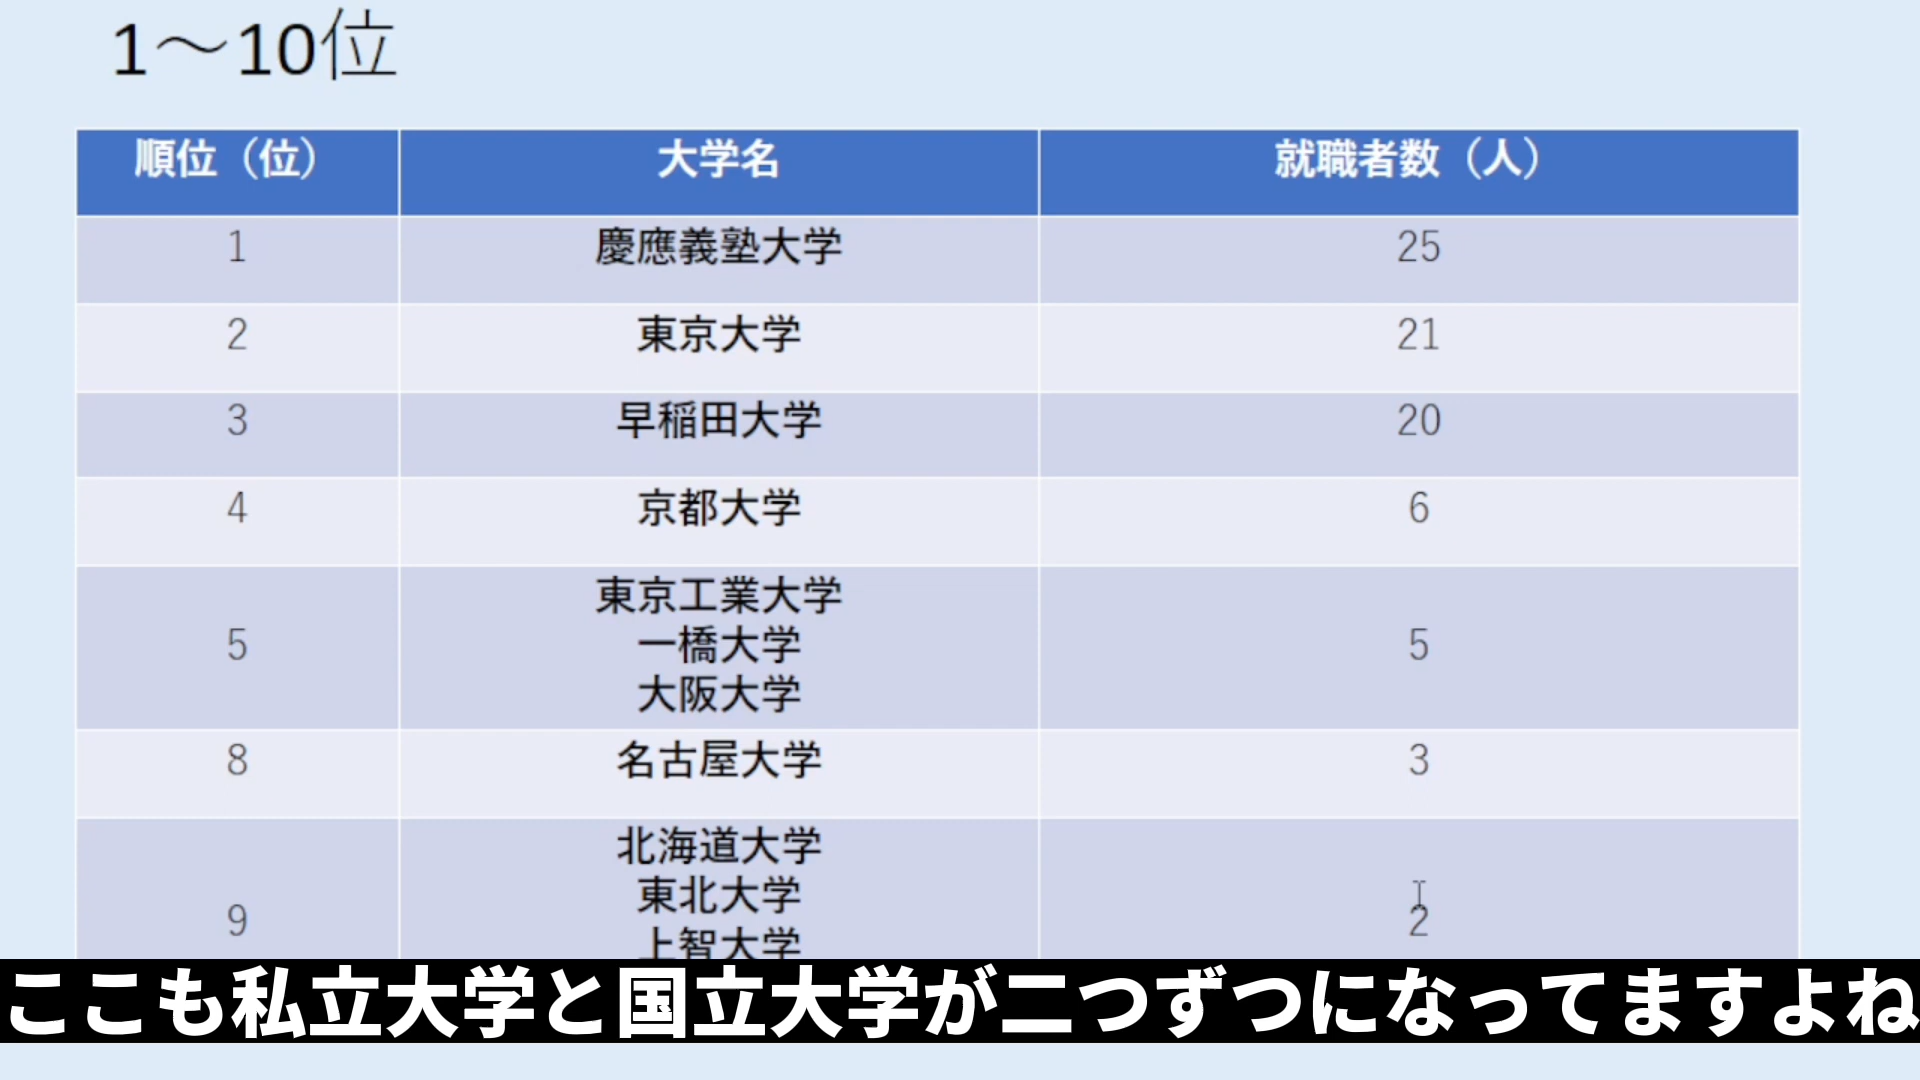 1～10位
順位（位） 大学名 就職者数（人）
1 慶應義塾大学 25
2 東京大学 21
3 早稲田大学 20
4 京都大学 6
東京工業大学
5 一橋大学 5
大阪大学
8 名古屋大学 3
北海道大学
東北大学
9 2
上智大学
ここも私立大学と国立大学が二つずつになってますよね